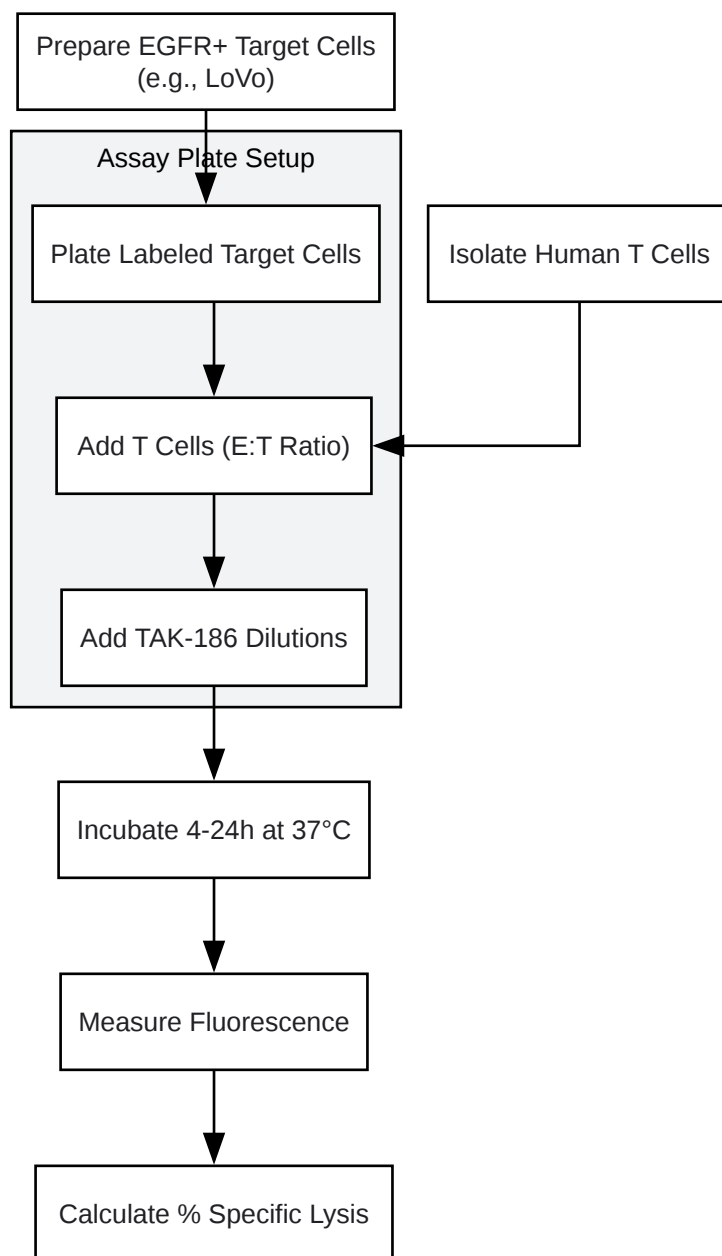 Prepare EGFR+ Target Cells
(e.g., LoVo)
Assay Plate Setup
Plate Labeled Target Cells
Isolate Human T Cells
Add T Cells (E:T Ratio)
Add TAK-186 Dilutions
Incubate 4-24h at 37°C
Measure Fluorescence
Calculate % Specific Lysis